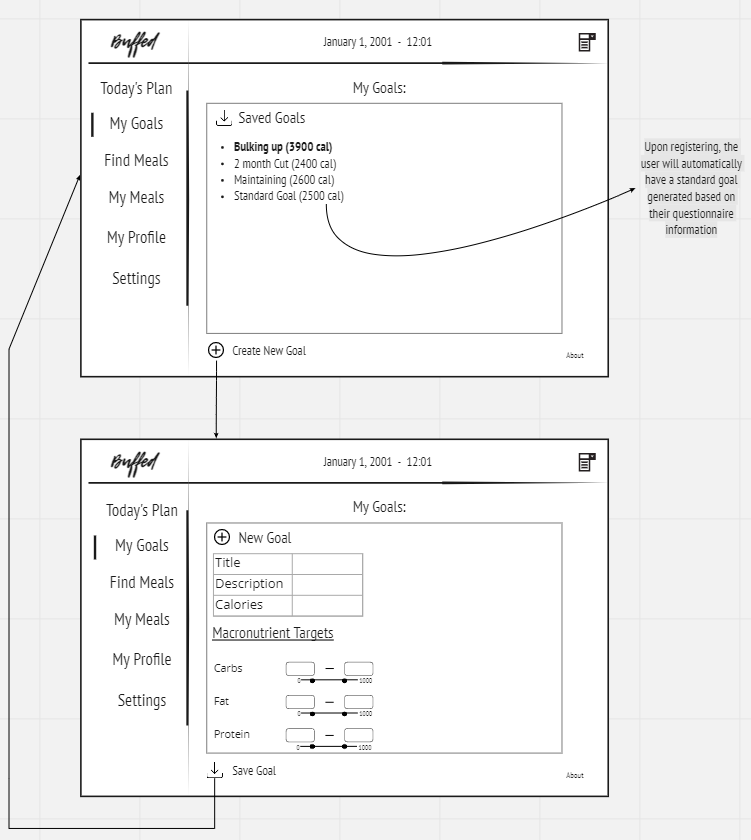 Buffed
January 1, 2001 - 12:01
Today's Plan
My Goals
Find Meals
My Meals
My Profile
Settings
My Goals:
Saved Goals
• Bulking up (3900 cal)
• 2 month Cut (2400 cal)
• Maintaining (2600 cal)
• Standard Goal (2500 cal)
Create New Goal
About
Upon registering, the
user will automatically
have a standard goal
generated based on
their questionnaire
information
Buffed
January 1, 2001 - 12:01
Today's Plan
My Goals
Find Meals
My Meals
My Profile
Settings
My Goals:
New Goal
Title
Description
Calories
Macronutrient Targets
Carbs –
0 1000
Fat –
0 1000
Protein –
0 1000
Save Goal
About